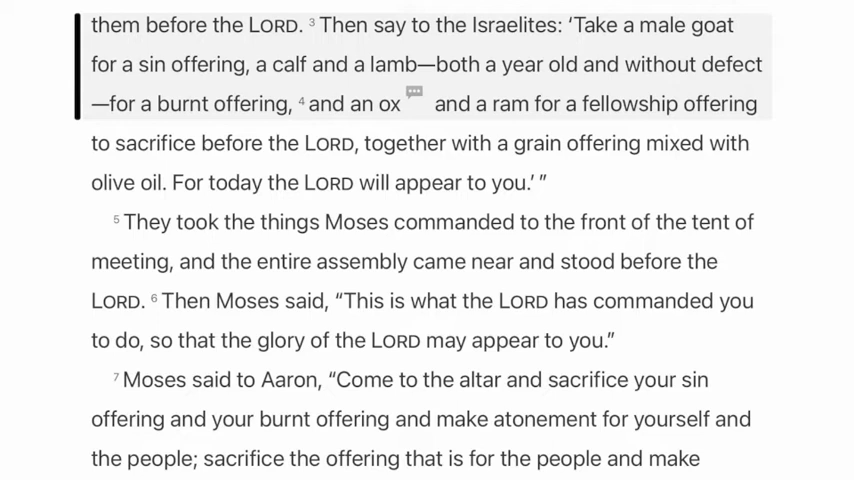 them before the LORD. 3 Then say to the Israelites: ‘Take a male goat
for a sin offering, a calf and a lamb—both a year old and without defect
—for a burnt offering, 4 and an ox and a ram for a fellowship offering
to sacrifice before the LORD, together with a grain offering mixed with
olive oil. For today the LORD will appear to you.’ ”
5 They took the things Moses commanded to the front of the tent of
meeting, and the entire assembly came near and stood before the
LORD. 6 Then Moses said, “This is what the LORD has commanded you
to do, so that the glory of the LORD may appear to you.”
7 Moses said to Aaron, “Come to the altar and sacrifice your sin
offering and your burnt offering and make atonement for yourself and
the people; sacrifice the offering that is for the people and make